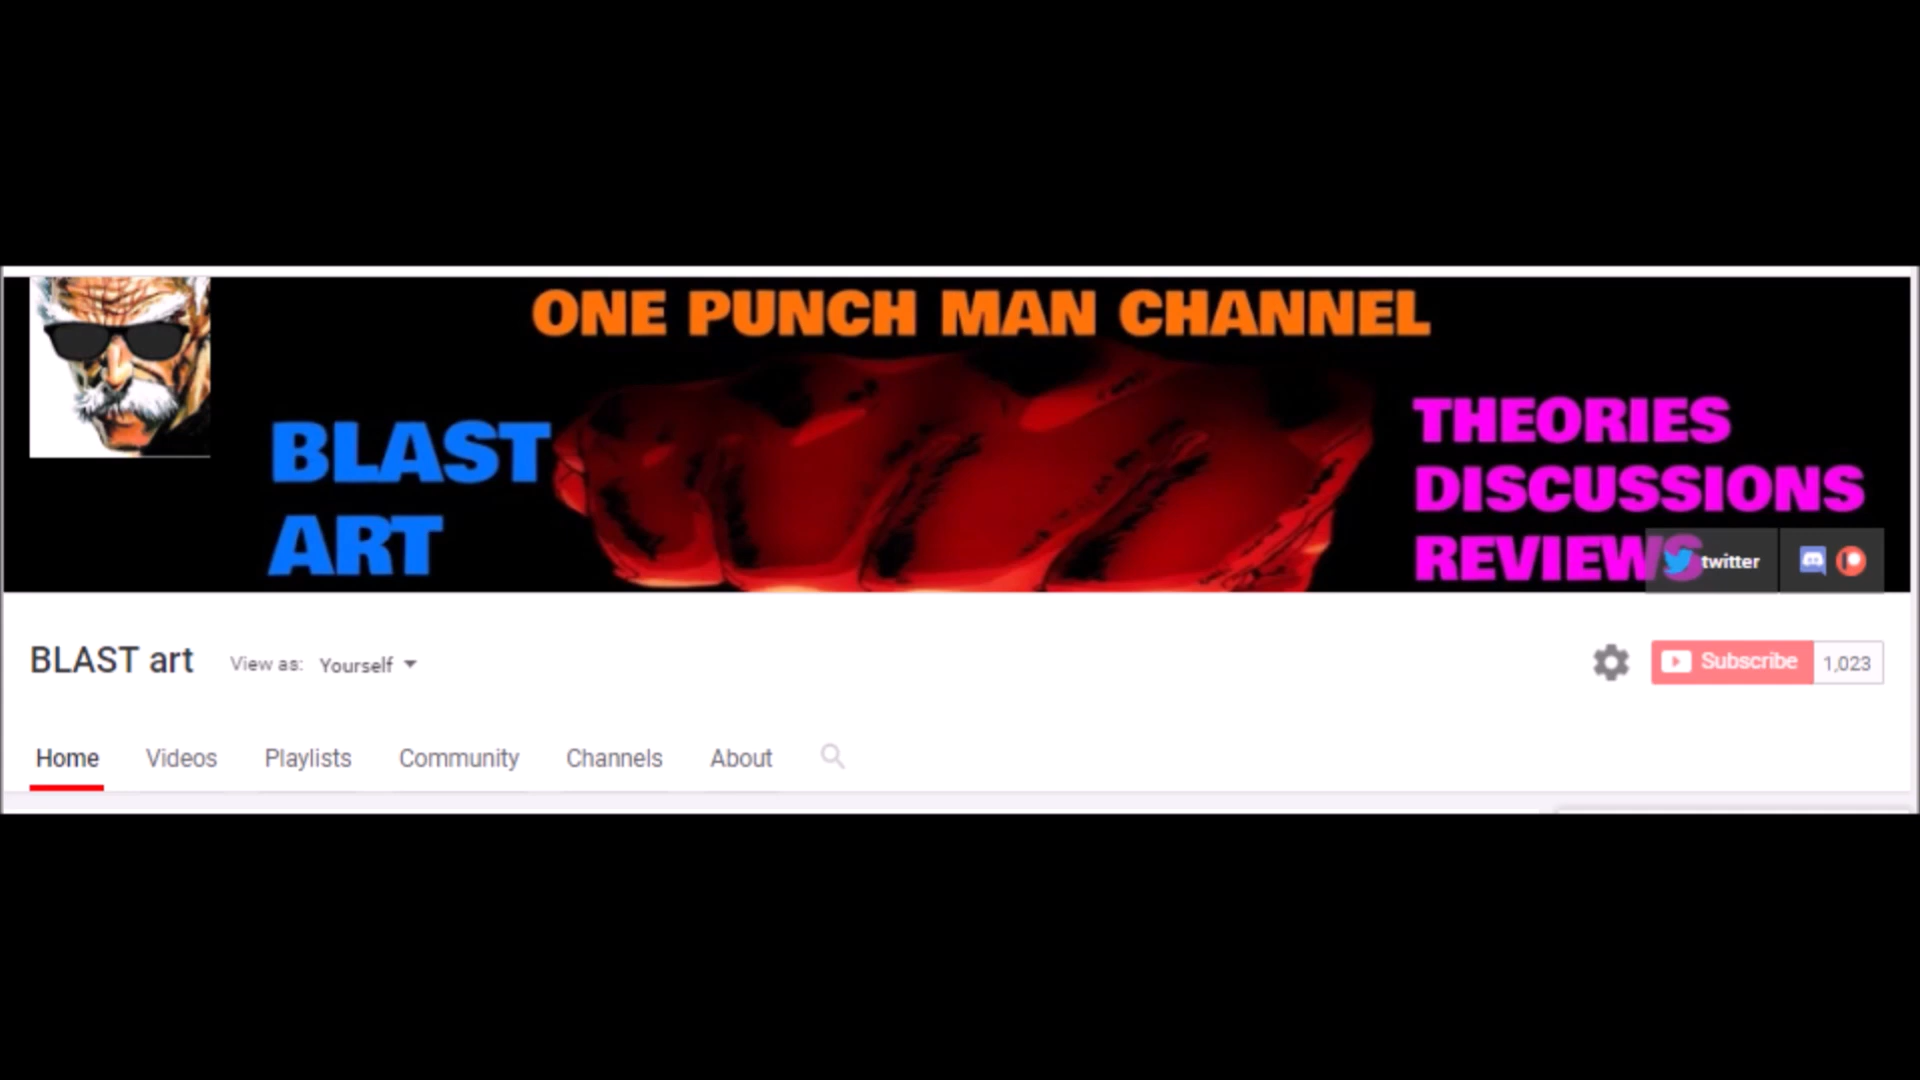 ONE PUNCH MAN CHANNEL
BLAST
ART
THEORIES
DISCUSSIONS
REVIEWS
twitter
BLAST art View as: Yourself
Subscribe 1,023
Home Videos Playlists Community Channels About